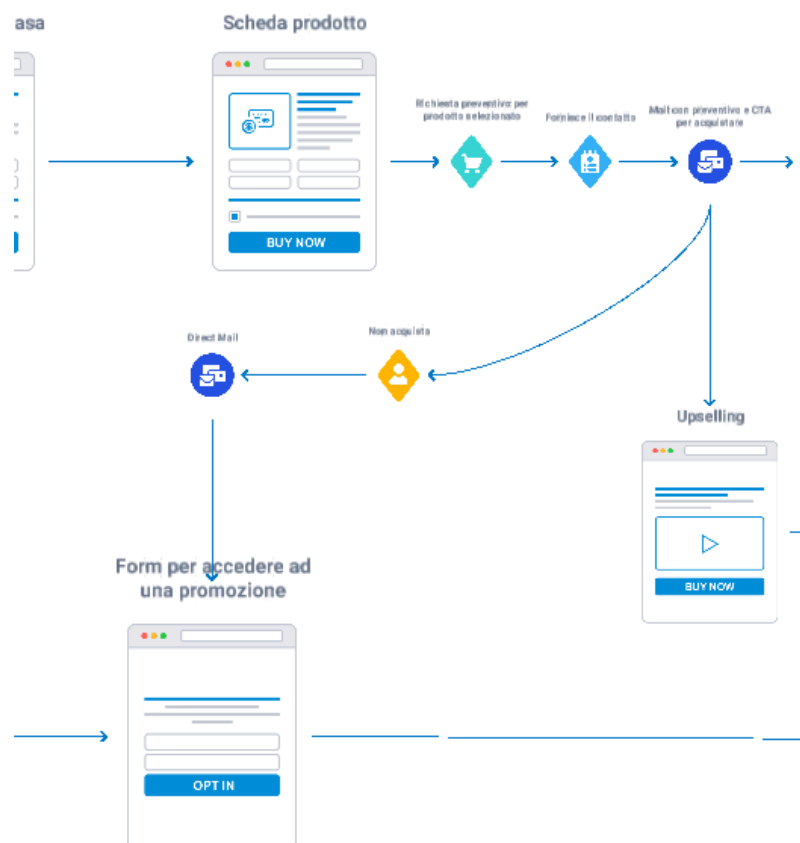 asa
Scheda prodotto
Richiesta preventivo per
prodotto selezionato
Fornisce il contatto
Mail con preventivo e CTA
per acquistare
BUY NOW
Direct Mail
Non acquista
Upselling
BUY NOW
Form per accedere ad
una promozione
OPT IN